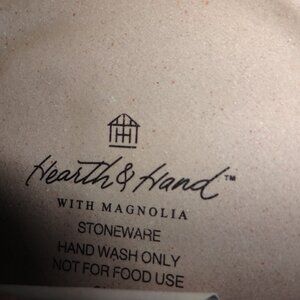 Hearth & Hand™
WITH MAGNOLIA
STONEWARE
HAND WASH ONLY
NOT FOR FOOD USE